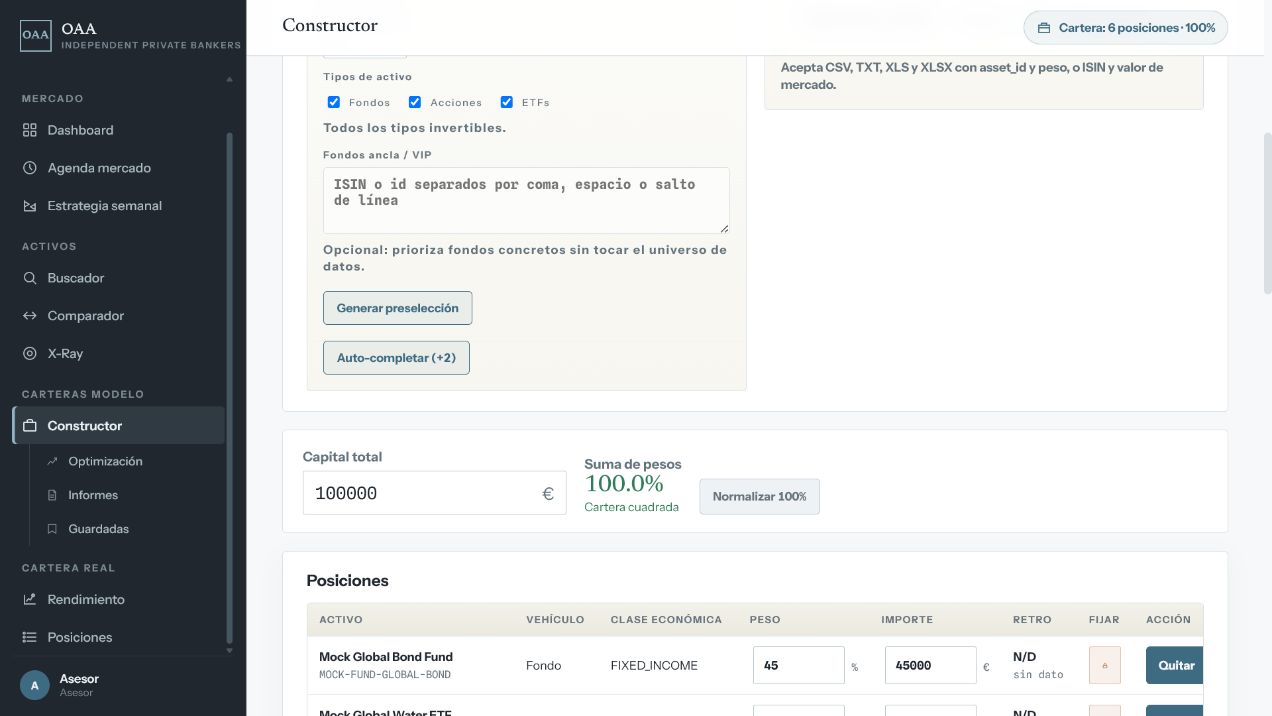 OAA
OAA
INDEPENDENT PRIVATE BANKERS
MERCADO
Dashboard
Agenda mercado
Estrategia semanal
ACTIVOS
Buscador
Comparador
X-Ray
CARTERAS MODELO
Constructor
Optimización
Informes
Guardadas
CARTERA REAL
Rendimiento
Posiciones
A
Asesor
Asesor
Constructor
Cartera: 6 posiciones · 100%
Tipos de activo
Fondos Acciones ETFs
Todos los tipos invertibles.
Fondos ancla / VIP
ISIN o id separados por coma, espacio o salto
de línea
Opcional: prioriza fondos concretos sin tocar el universo de
datos.
Generar preselección
Auto-completar (+2)
Acepta CSV, TXT, XLS y XLSX con asset_id y peso, o ISIN y valor de
mercado.
Capital total
100000 €
Suma de pesos
100.0%
Cartera cuadrada
Normalizar 100%
Posiciones
ACTIVO VEHÍCULO CLASE ECONÓMICA PESO IMPORTE RETRO FIJAR ACCIÓN
Mock Global Bond Fund
MOCK-FUND-GLOBAL-BOND
Fondo
FIXED_INCOME
45 %
45000 €
N/D
sin dato
Quitar
Mock Global Water ETF
N/D